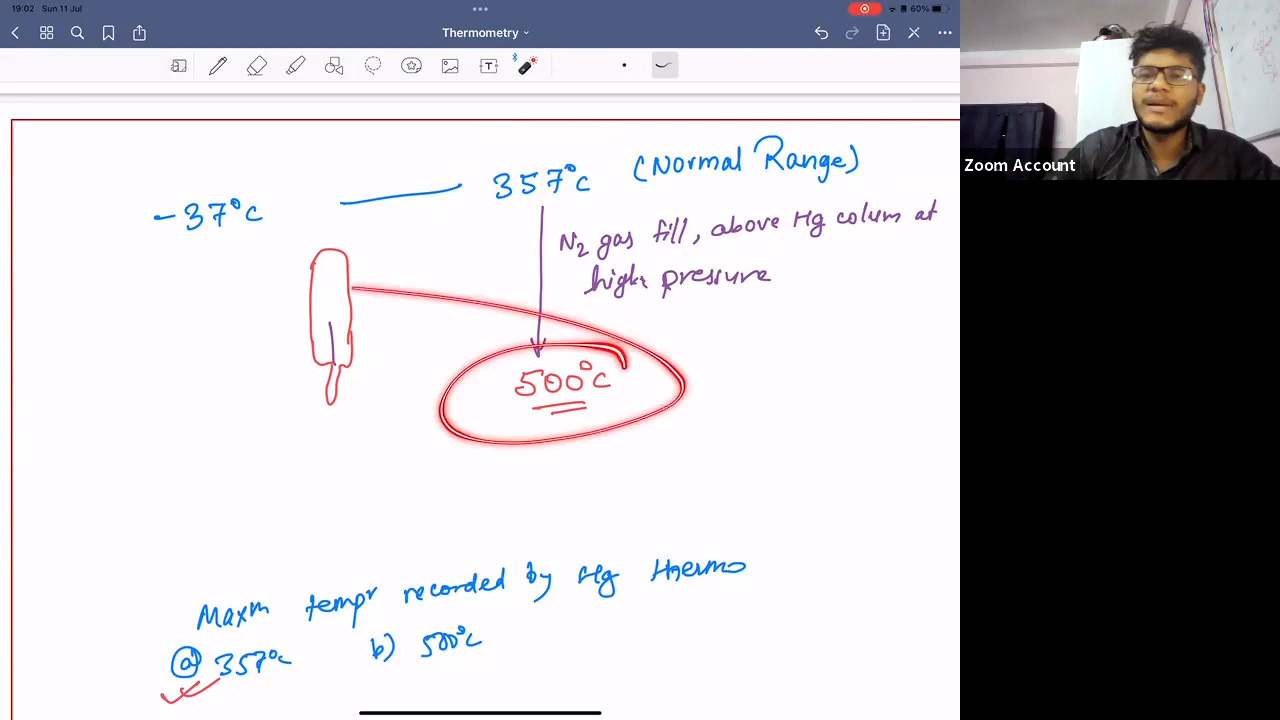 19:02 Sun 11 Jul
60%
Thermometry
Zoom Account
-37°C — 357°C (Normal Range)
N₂ gas fill, above Hg colum at
high pressure
500°C
Maxm tempr recorded by Hg Thermo
a) 357°C b) 500°C